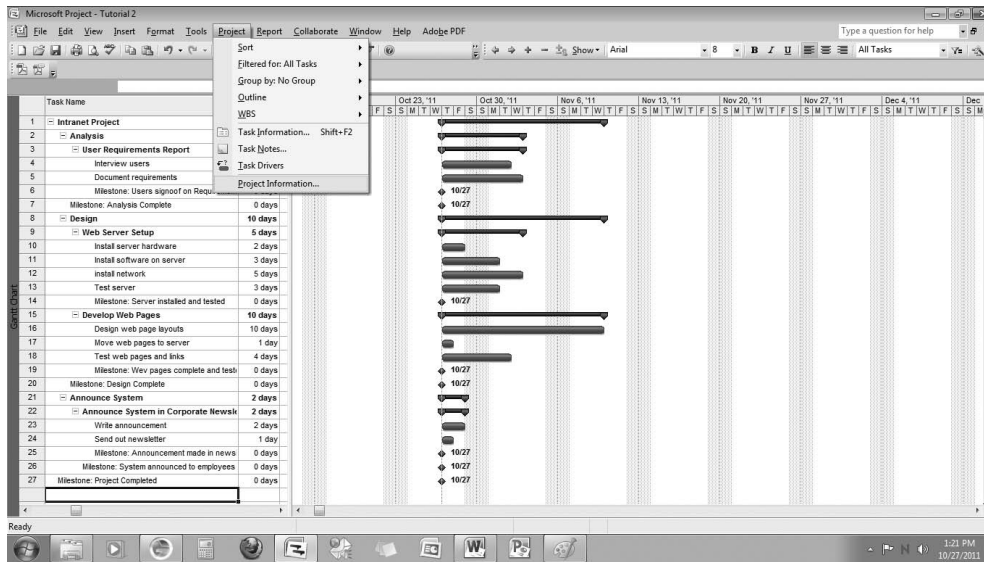 Microsoft Project - Tutorial 2
File Edit View Insert Format Tools Project Report Collaborate Window Help Adobe PDF
Type a question for help
Show Arial 8 B I U All Tasks
Sort
Filtered for: All Tasks
Group by: No Group
Outline
WBS
Task Information... Shift+F2
Task Notes...
Task Drivers
Project Information...
Task Name
Oct 23, '11 Oct 30, '11 Nov 6, '11 Nov 13, '11 Nov 20, '11 Nov 27, '11 Dec 4, '11 Dec
F S S M T W T F S S M T W T F S S M T W T F S S M T W T F S S M T W T F S S M T W T F S S M T W T F S S M
1 Intranet Project
2 Analysis
3 User Requirements Report
4 Interview users
5 Document requirements
6 Milestone: Users signoof on Requ 10/27
7 Milestone: Analysis Complete 0 days 10/27
8 Design 10 days
9 Web Server Setup 5 days
10 Install server hardware 2 days
11 Install software on server 3 days
12 install network 5 days
13 Test server 3 days
14 Milestone: Server installed and tested 0 days 10/27
15 Develop Web Pages 10 days
16 Design web page layouts 10 days
17 Move web pages to server 1 day
18 Test web pages and links 4 days
19 Milestone: Wev pages complete and test 0 days 10/27
20 Milestone: Design Complete 0 days 10/27
21 Announce System 2 days
22 Announce System in Corporate Newsle 2 days
23 Write announcement 2 days
24 Send out newsletter 1 day
25 Milestone: Announcement made in news 0 days 10/27
26 Milestone: System announced to employees 0 days 10/27
27 Milestone: Project Completed 0 days 10/27
Gantt Chart
Ready
1:21 PM
10/27/2011